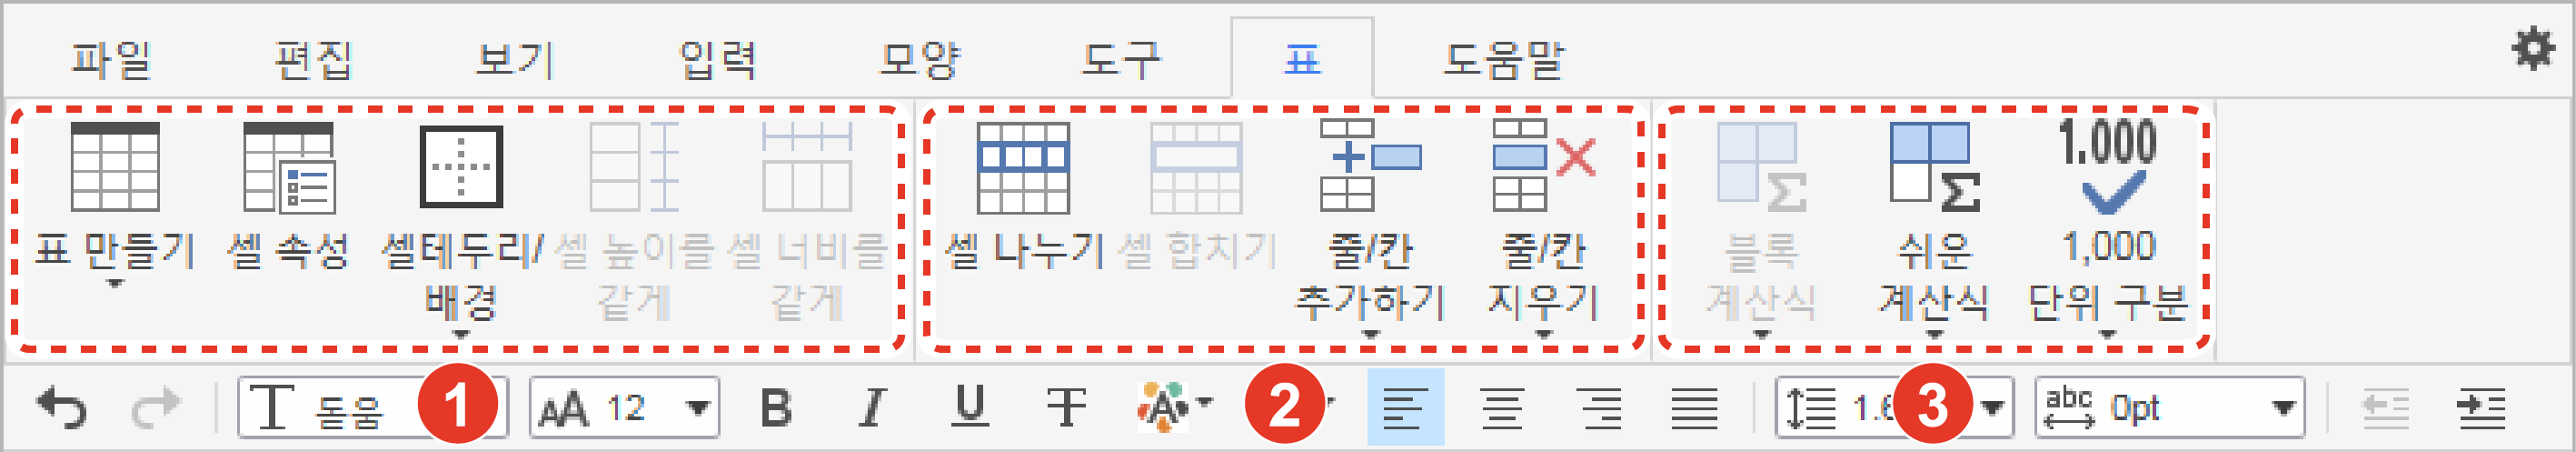 파일 편집 보기 입력 모양 도구 표 도움말
1.000
표 만들기 셀 속성 셀테두리/ 셀 높이를 셀 너비를 셀 나누기 셀 합치기 줄/칸 줄/칸 블록 쉬운 1,000
배경 같게 같게 추가하기 지우기 계산식 계산식 단위 구분
돋움 1 12 B I U T A 2 1.6 3 abc 0pt